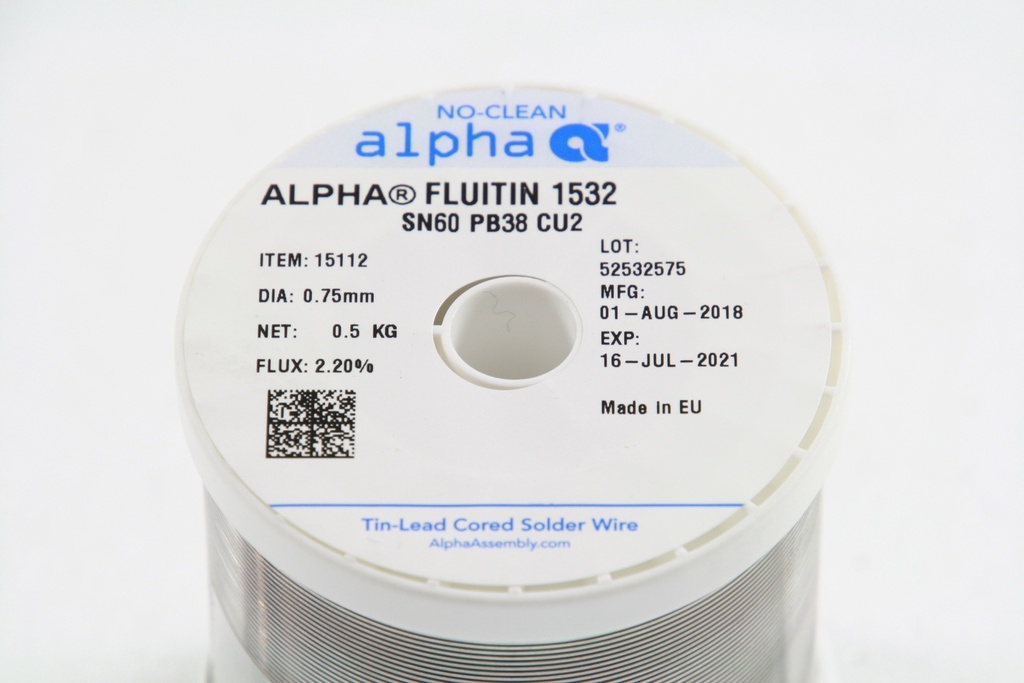 NO-CLEAN
alpha®
ALPHA® FLUITIN 1532
SN60 PB38 CU2
ITEM: 15112
DIA: 0.75mm
NET: 0.5 KG
FLUX: 2.20%
LOT:
52532575
MFG:
01-AUG-2018
EXP:
16-JUL-2021
Made In EU
Tin-Lead Cored Solder Wire
AlphaAssembly.com